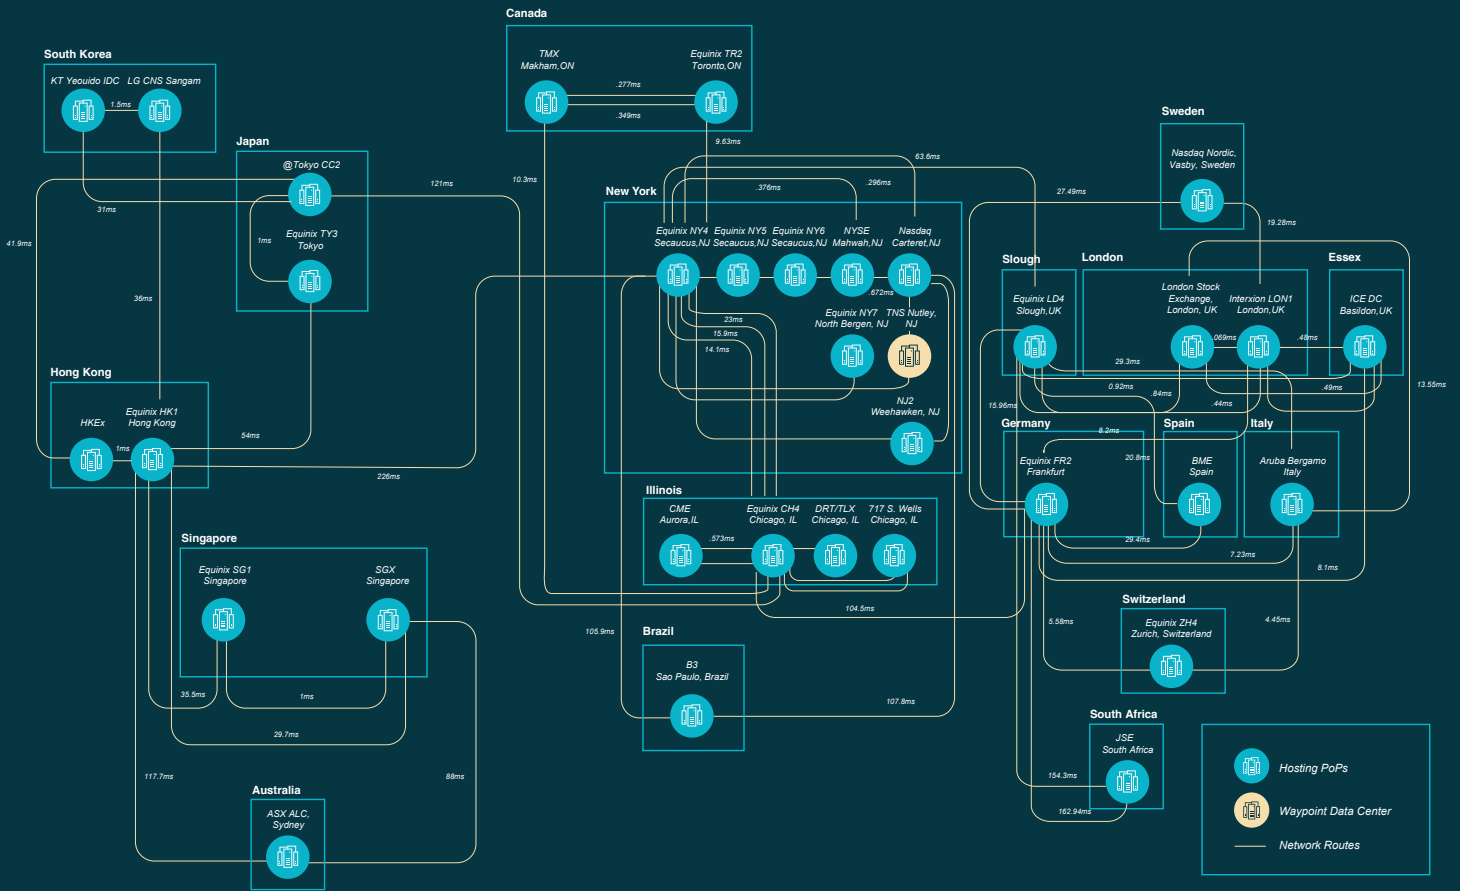 Canada
TMX
Makham,ON
Equinix TR2
Toronto,ON
.277ms
.349ms
9.63ms
10.3ms
South Korea
KT Yeouido IDC
LG CNS Sangam
1.5ms
31ms
36ms
Japan
@Tokyo CC2
Equinix TY3
Tokyo
1ms
41.9ms
121ms
54ms
Hong Kong
HKEx
Equinix HK1
Hong Kong
1ms
226ms
Singapore
Equinix SG1
Singapore
SGX
Singapore
35.5ms
1ms
29.7ms
117.7ms
88ms
Australia
ASX ALC,
Sydney
New York
63.6ms
.376ms
.296ms
Equinix NY4
Secaucus,NJ
Equinix NY5
Secaucus,NJ
Equinix NY6
Secaucus,NJ
NYSE
Mahwah,NJ
Nasdaq
Carteret,NJ
.672ms
Equinix NY7
North Bergen, NJ
TNS Nutley,
NJ
23ms
15.9ms
14.1ms
NJ2
Weehawken, NJ
Illinois
CME
Aurora,IL
Equinix CH4
Chicago, IL
DRT/TLX
Chicago, IL
717 S. Wells
Chicago, IL
.573ms
104.5ms
105.9ms
Brazil
B3
Sao Paulo, Brazil
107.8ms
Sweden
Nasdaq Nordic,
Vasby, Sweden
27.49ms
19.28ms
Slough
Equinix LD4
Slough,UK
London
London Stock
Exchange,
London, UK
Interxion LON1
London,UK
Essex
ICE DC
Basildon,UK
.069ms
.48ms
29.3ms
0.92ms
.84ms
.44ms
.49ms
13.55ms
15.96ms
8.2ms
20.8ms
Germany
Equinix FR2
Frankfurt
Spain
BME
Spain
Italy
Aruba Bergamo
Italy
29.4ms
7.23ms
8.1ms
5.58ms
4.45ms
Switzerland
Equinix ZH4
Zurich, Switzerland
South Africa
JSE
South Africa
154.3ms
162.94ms
Hosting PoPs
Waypoint Data Center
Network Routes